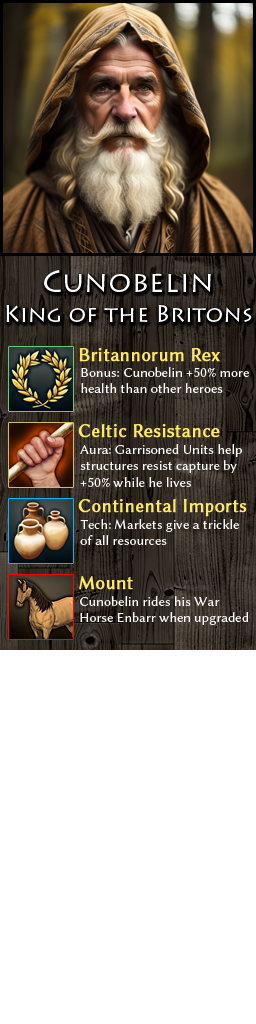 Cunobelin
King of the Britons
Britannorum Rex
Bonus: Cunobelin +50% more
health than other heroes
Celtic Resistance
Aura: Garrisoned Units help
structures resist capture by
+50% while he lives
Continental Imports
Tech: Markets give a trickle
of all resources
Mount
Cunobelin rides his War
Horse Enbarr when upgraded